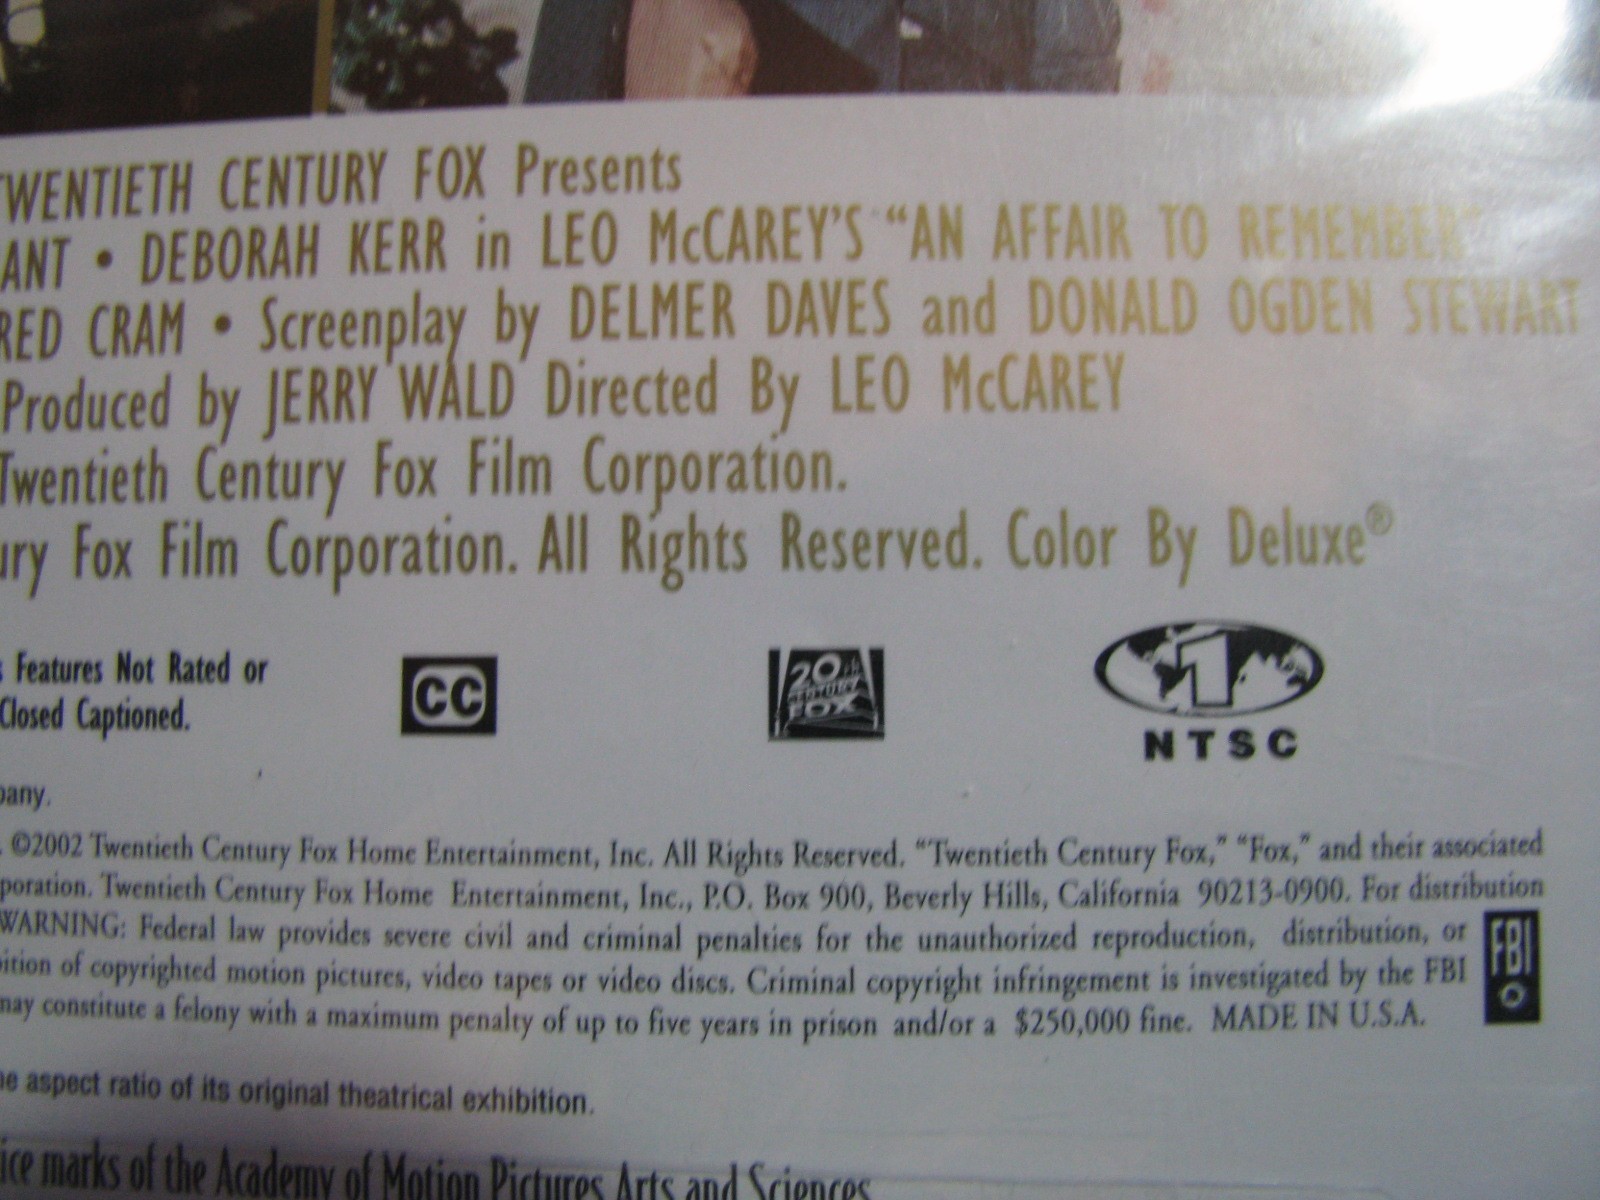 TWENTIETH CENTURY FOX Presents
ANT • DEBORAH KERR in LEO McCAREY'S “AN AFFAIR TO REMEMBER”
RED CRAM • Screenplay by DELMER DAVES and DONALD OGDEN STEWART
Produced by JERRY WALD Directed By LEO McCAREY
Twentieth Century Fox Film Corporation.
ury Fox Film Corporation. All Rights Reserved. Color By Deluxe®
s Features Not Rated or
Closed Captioned.
CC
20th
CENTURY
FOX
1
NTSC
pany.
. ©2002 Twentieth Century Fox Home Entertainment, Inc. All Rights Reserved. “Twentieth Century Fox,” “Fox,” and their associated
poration. Twentieth Century Fox Home Entertainment, Inc., P.O. Box 900, Beverly Hills, California 90213-0900. For distribution
WARNING: Federal law provides severe civil and criminal penalties for the unauthorized reproduction, distribution, or
ition of copyrighted motion pictures, video tapes or video discs. Criminal copyright infringement is investigated by the FBI
may constitute a felony with a maximum penalty of up to five years in prison and/or a $250,000 fine. MADE IN U.S.A.
FBI
he aspect ratio of its original theatrical exhibition.
ice marks of the Academy of Motion Pictures Arts and Sciences